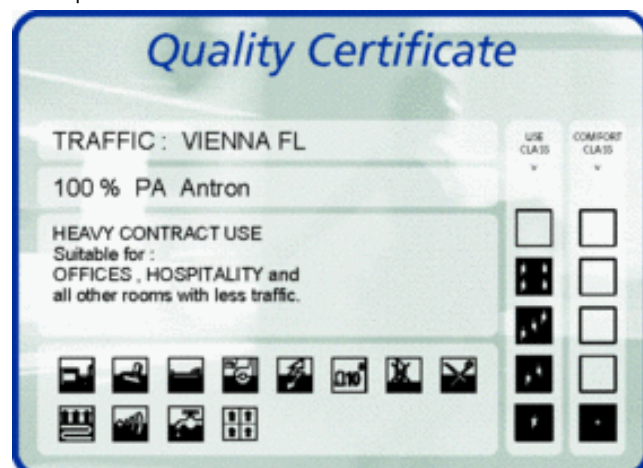 Quality Certificate
TRAFFIC : VIENNA FL
USE
CLASS
v
COMFORT
CLASS
v
100 % PA Antron
HEAVY CONTRACT USE
Suitable for :
OFFICES , HOSPITALITY and
all other rooms with less traffic.
Ω10⁹